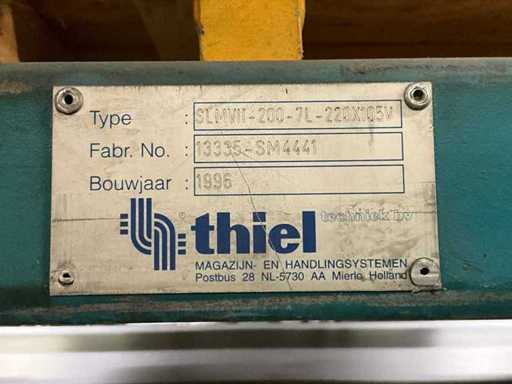 Type : SLMVII-200-7L-220X103V
Fabr. No. : 13335-SM4441
Bouwjaar : 1996
thiel techniek bv
MAGAZIJN- EN HANDLINGSYSTEMEN
Postbus 28 NL-5730 AA Mierlo Holland